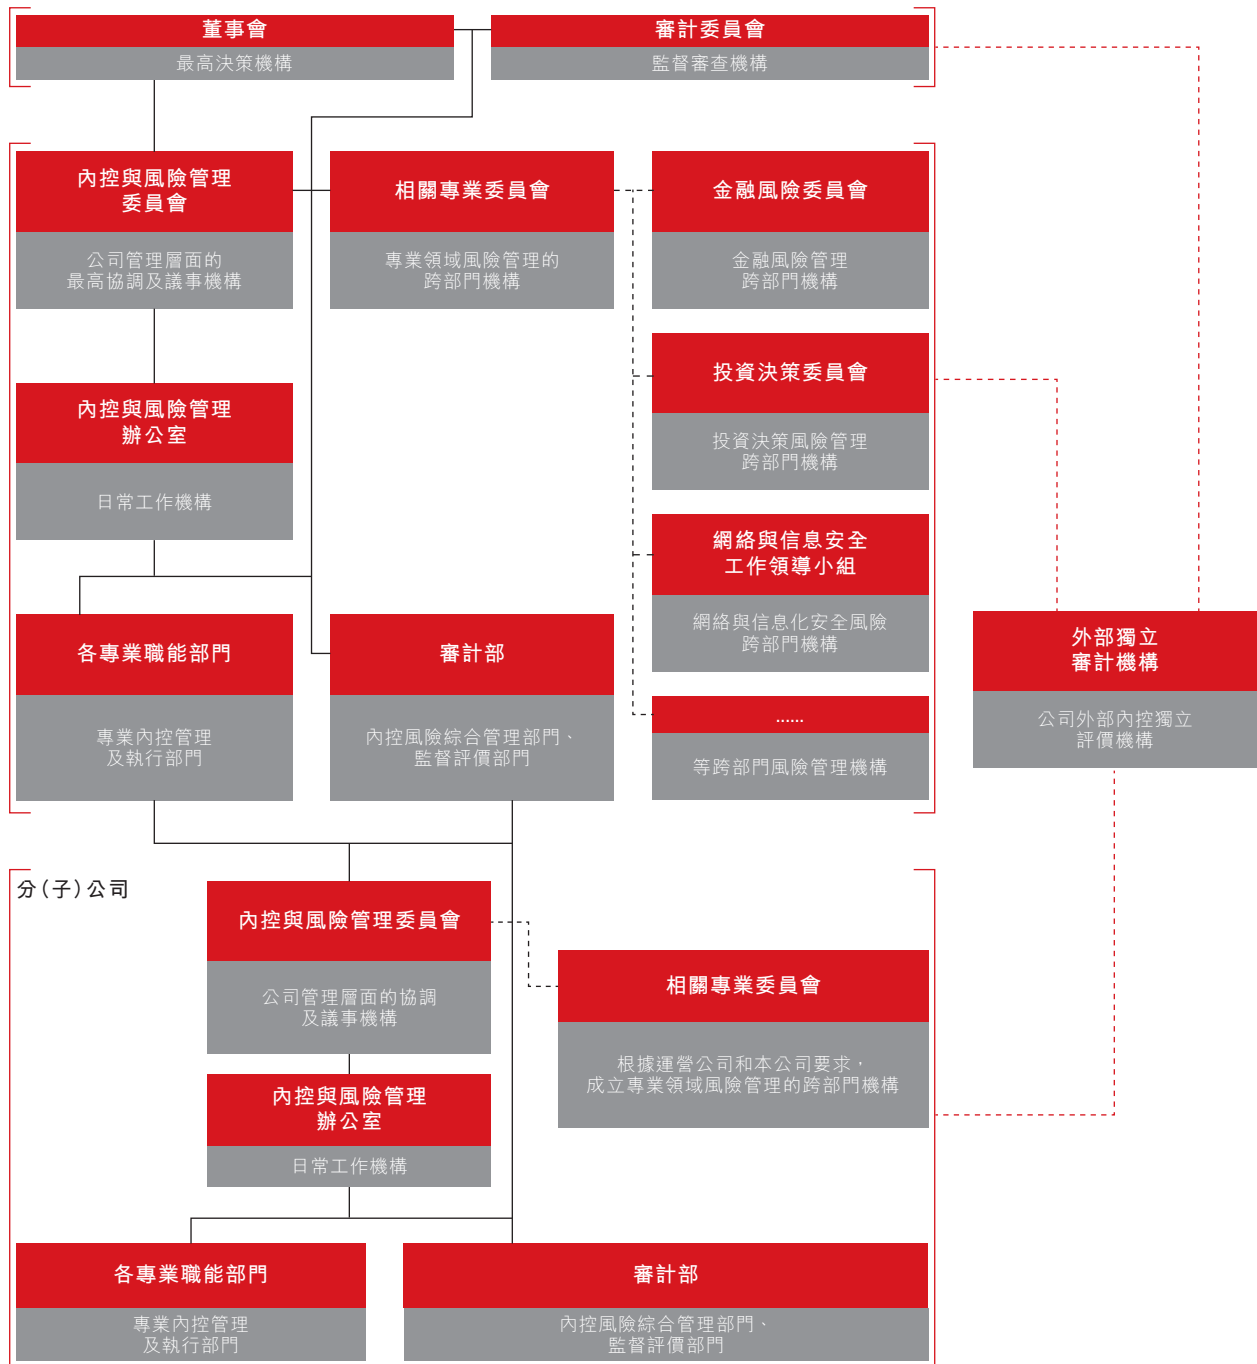 董事會
最高決策機構
審計委員會
監督審查機構
內控與風險管理
委員會
公司管理層面的
最高協調及議事機構
相關專業委員會
專業領域風險管理的
跨部門機構
金融風險委員會
金融風險管理
跨部門機構
投資決策委員會
投資決策風險管理
跨部門機構
內控與風險管理
辦公室
日常工作機構
網絡與信息安全
工作領導小組
網絡與信息化安全風險
跨部門機構
各專業職能部門
專業內控管理
及執行部門
審計部
內控風險綜合管理部門、
監督評價部門
......
等跨部門風險管理機構
外部獨立
審計機構
公司外部內控獨立
評價機構
分(子)公司
內控與風險管理委員會
公司管理層面的協調
及議事機構
相關專業委員會
根據運營公司和本公司要求，
成立專業領域風險管理的跨部門機構
內控與風險管理
辦公室
日常工作機構
各專業職能部門
專業內控管理
及執行部門
審計部
內控風險綜合管理部門、
監督評價部門